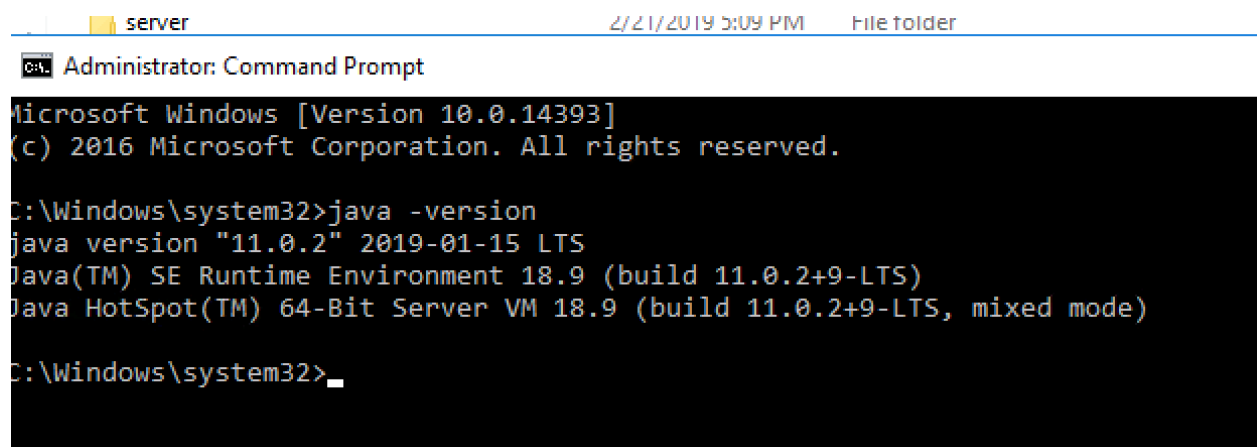 server 2/21/2019 5:09 PM File folder
Administrator: Command Prompt
Microsoft Windows [Version 10.0.14393]
(c) 2016 Microsoft Corporation. All rights reserved.
C:\Windows\system32>java -version
java version "11.0.2" 2019-01-15 LTS
Java(TM) SE Runtime Environment 18.9 (build 11.0.2+9-LTS)
Java HotSpot(TM) 64-Bit Server VM 18.9 (build 11.0.2+9-LTS, mixed mode)
C:\Windows\system32>